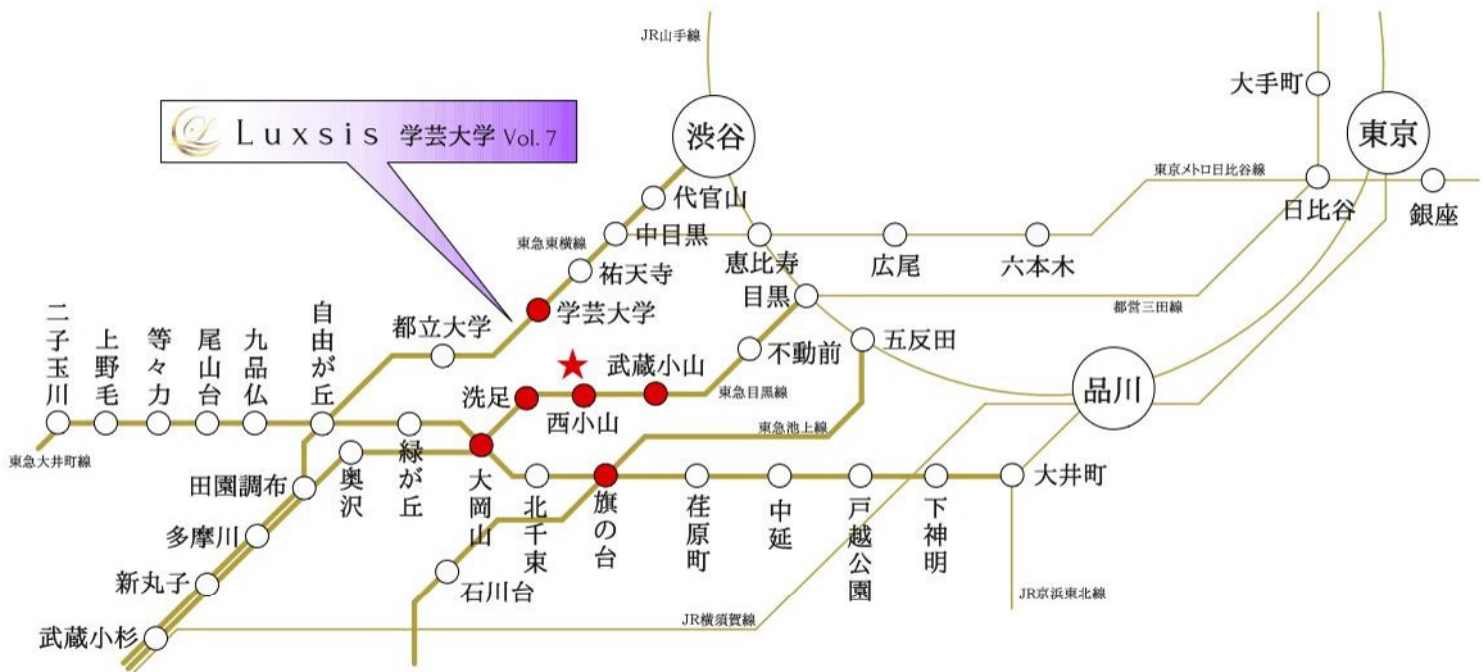 JR山手線
渋谷
大手町
東京
Luxsis 学芸大学 Vol.7
代官山
東京メトロ日比谷線
日比谷
銀座
東急東横線
中目黒
恵比寿
広尾
六本木
祐天寺
目黒
都営三田線
学芸大学
都立大学
五反田
不動前
品川
二子玉川
上野毛
等々力
尾山台
九品仏
自由が丘
洗足
★
西小山
武蔵小山
東急目黒線
東急池上線
東急大井町線
緑が丘
奥沢
田園調布
大岡山
北千束
旗の台
荏原町
中延
戸越公園
下神明
大井町
多摩川
新丸子
石川台
武蔵小杉
JR横須賀線
JR京浜東北線